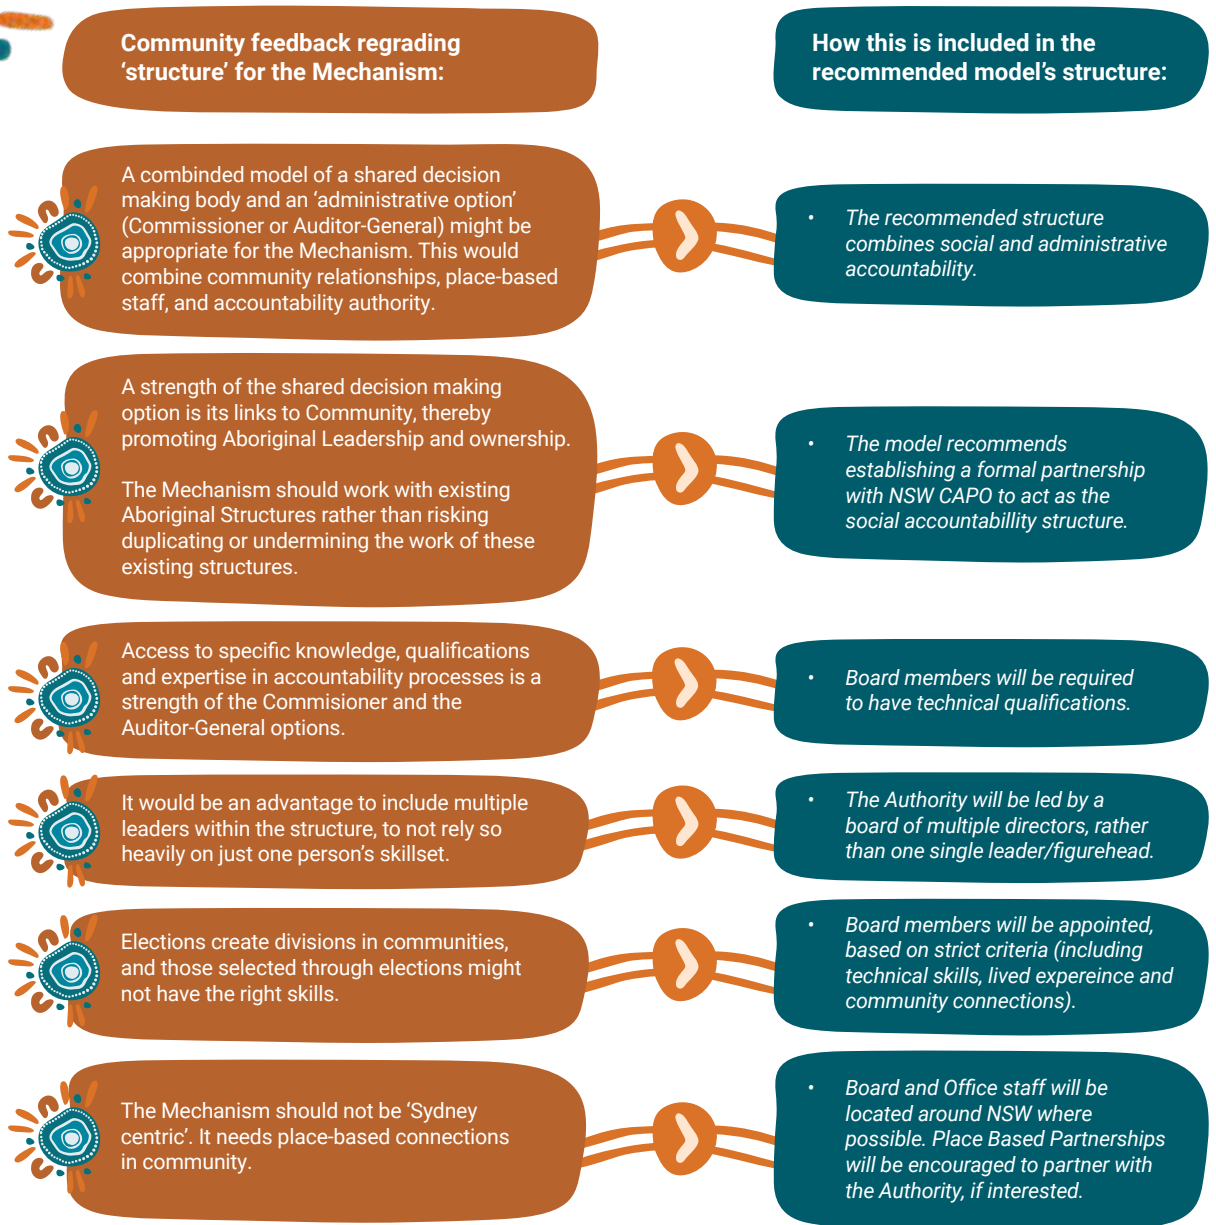 Community feedback regrading
‘structure’ for the Mechanism:
How this is included in the
recommended model’s structure:
A combinded model of a shared decision
making body and an ‘administrative option’
(Commissioner or Auditor-General) might be
appropriate for the Mechanism. This would
combine community relationships, place-based
staff, and accountability authority.
• The recommended structure
combines social and administrative
accountability.
A strength of the shared decision making
option is its links to Community, thereby
promoting Aboriginal Leadership and ownership.
The Mechanism should work with existing
Aboriginal Structures rather than risking
duplicating or undermining the work of these
existing structures.
• The model recommends
establishing a formal partnership
with NSW CAPO to act as the
social accountabillity structure.
Access to specific knowledge, qualifications
and expertise in accountability processes is a
strength of the Commisioner and the
Auditor-General options.
• Board members will be required
to have technical qualifications.
It would be an advantage to include multiple
leaders within the structure, to not rely so
heavily on just one person’s skillset.
• The Authority will be led by a
board of multiple directors, rather
than one single leader/figurehead.
Elections create divisions in communities,
and those selected through elections might
not have the right skills.
• Board members will be appointed,
based on strict criteria (including
technical skills, lived expereince and
community connections).
The Mechanism should not be ‘Sydney
centric’. It needs place-based connections
in community.
• Board and Office staff will be
located around NSW where
possible. Place Based Partnerships
will be encouraged to partner with
the Authority, if interested.